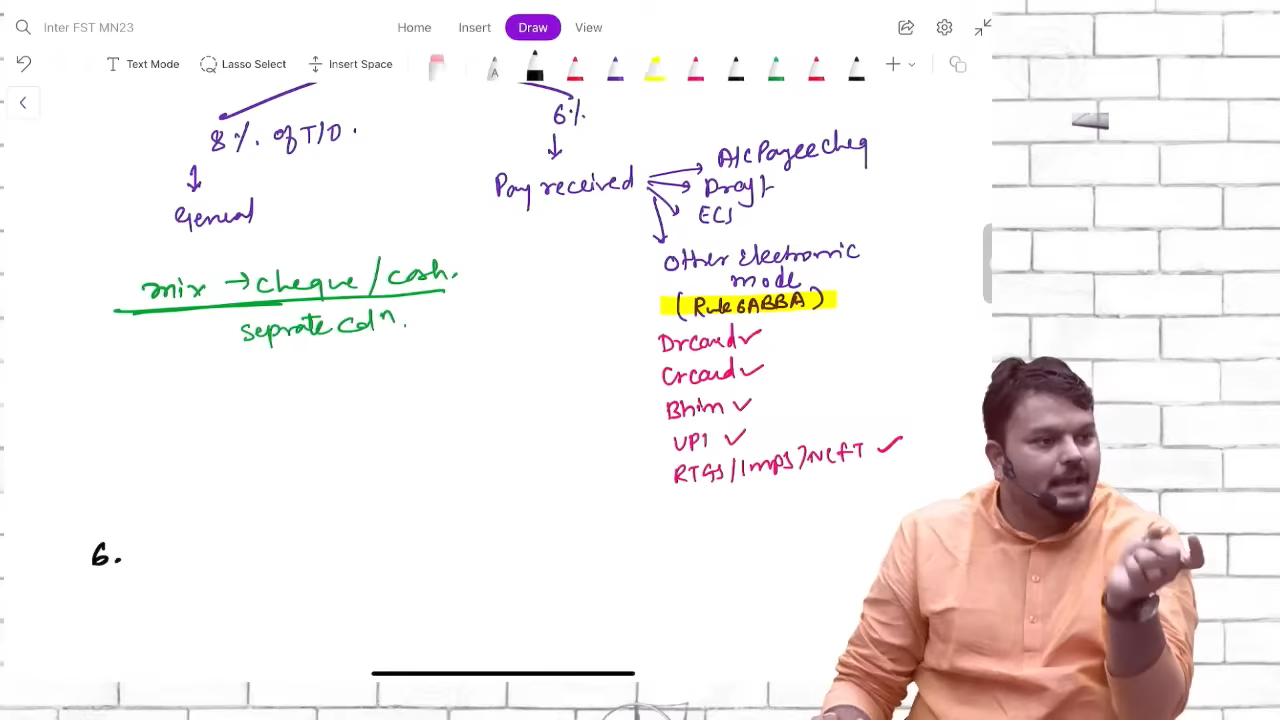 Inter FST MN23
Home Insert Draw View
Text Mode Lasso Select Insert Space
8%. of T/O.
General
6%.
Pay received
A/c Payee Cheq
Draft
ECS
Other Electronic
mode
(Rule 6ABBA)
Dr card ✓
Cr card ✓
Bhim ✓
UPI ✓
RTGS/Imps/Neft ✓
mix → cheque / cash.
seprate cdn.
6.